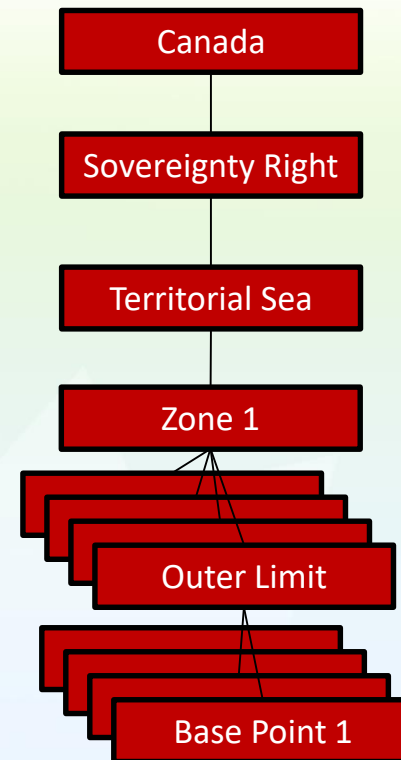 Canada
Sovereignty Right
Territorial Sea
Zone 1
Outer Limit
Base Point 1